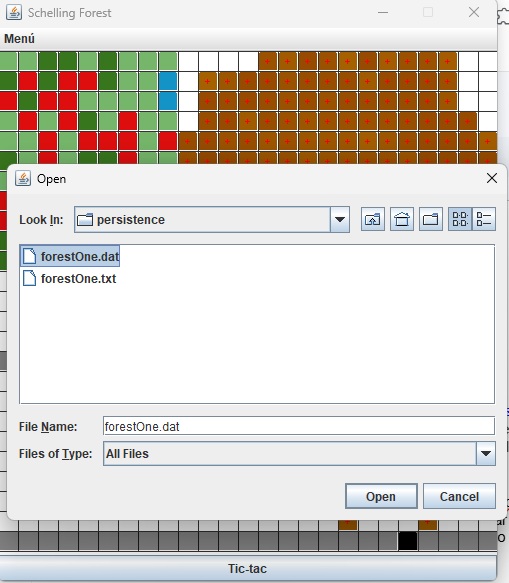 Schelling Forest
Menú
Open
Look In: persistence
forestOne.dat
forestOne.txt
File Name: forestOne.dat
Files of Type: All Files
Open Cancel
Tic-tac